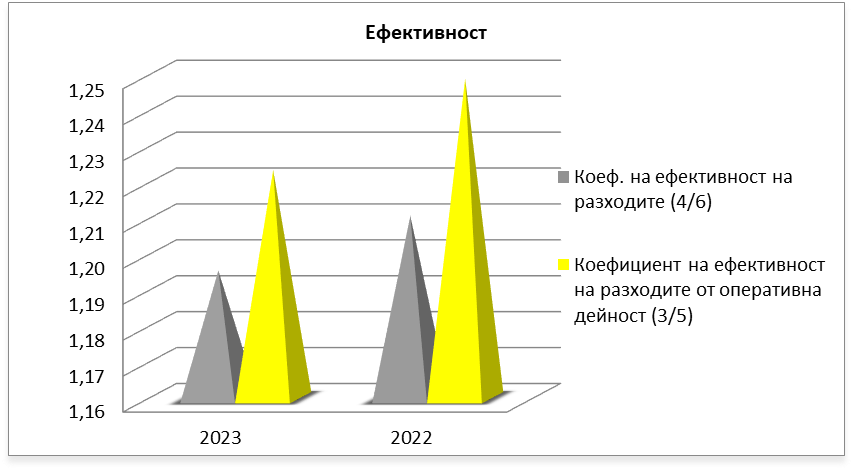 Ефективност
1,25
1,24
1,23
1,22
1,21
1,20
1,19
1,18
1,17
1,16
2023
2022
Коеф. на ефективност на
разходите (4/6)
Коефициент на ефективност
на разходите от оперативна
дейност (3/5)